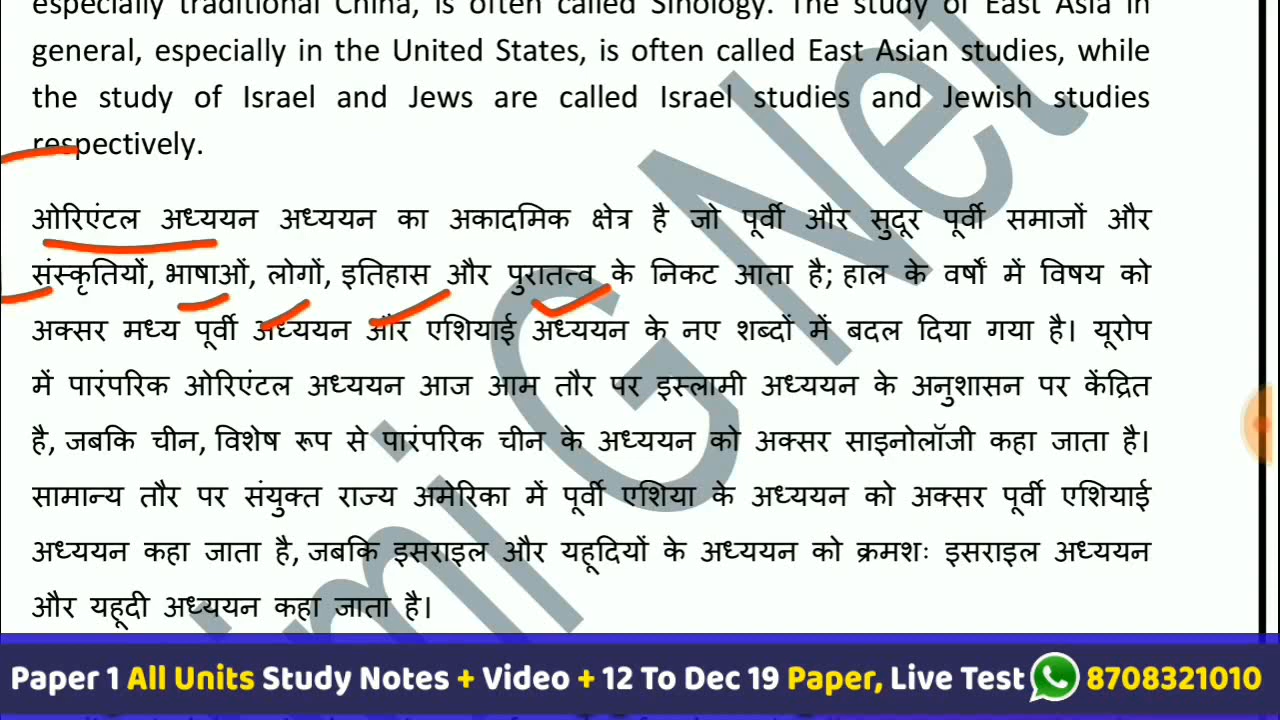 especially traditional China, is often called Sinology. The study of East Asia in
general, especially in the United States, is often called East Asian studies, while
the study of Israel and Jews are called Israel studies and Jewish studies
respectively.
ओरिएंटल अध्ययन अध्ययन का अकादमिक क्षेत्र है जो पूर्वी और सुदूर पूर्वी समाजों और
संस्कृतियों, भाषाओं, लोगों, इतिहास और पुरातत्व के निकट आता है; हाल के वर्षों में विषय को
अक्सर मध्य पूर्वी अध्ययन और एशियाई अध्ययन के नए शब्दों में बदल दिया गया है। यूरोप
में पारंपरिक ओरिएंटल अध्ययन आज आम तौर पर इस्लामी अध्ययन के अनुशासन पर केंद्रित
है, जबकि चीन, विशेष रूप से पारंपरिक चीन के अध्ययन को अक्सर साइनोलॉजी कहा जाता है।
सामान्य तौर पर संयुक्त राज्य अमेरिका में पूर्वी एशिया के अध्ययन को अक्सर पूर्वी एशियाई
अध्ययन कहा जाता है, जबकि इसराइल और यहूदियों के अध्ययन को क्रमशः इसराइल अध्ययन
और यहूदी अध्ययन कहा जाता है।
Paper 1 All Units Study Notes + Video + 12 To Dec 19 Paper, Live Test 8708321010